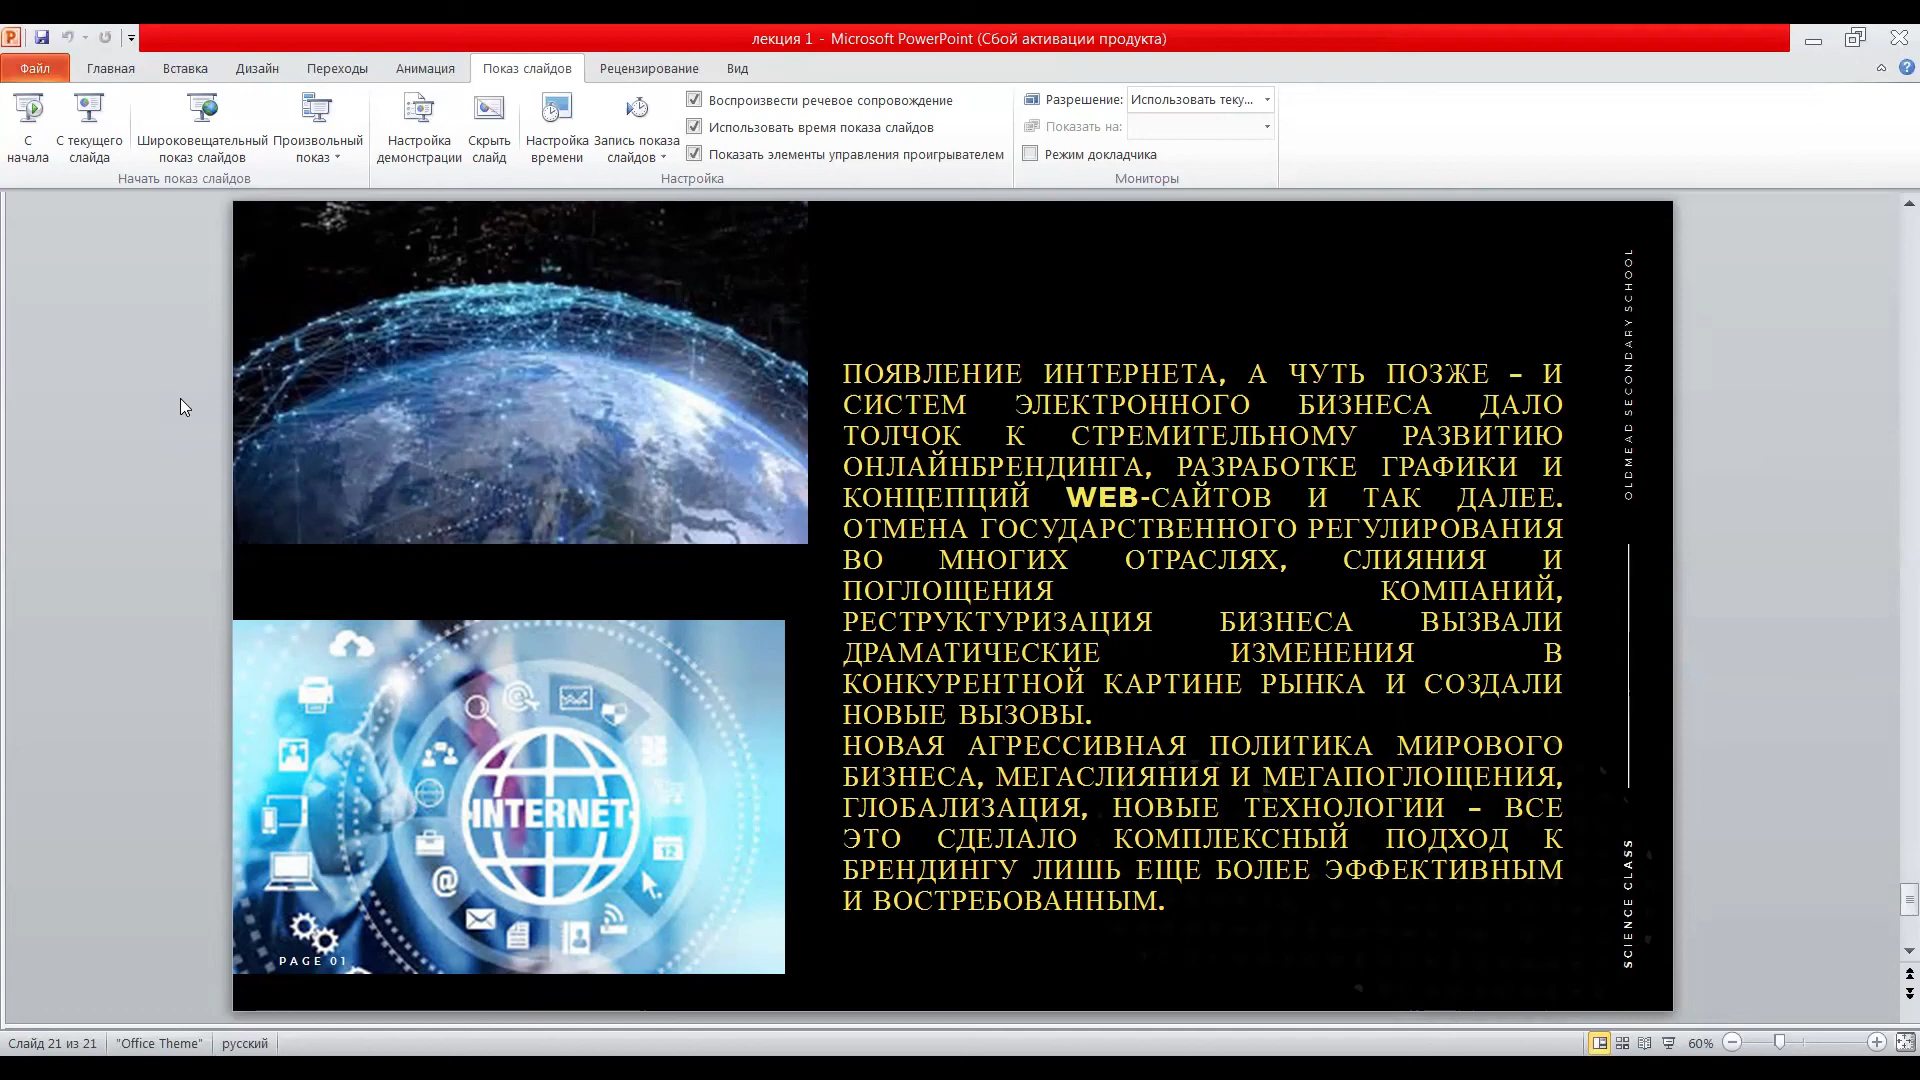 лекция 1 - Microsoft PowerPoint (Сбой активации продукта)
Файл Главная Вставка Дизайн Переходы Анимация Показ слайдов Рецензирование Вид
С начала
С текущего слайда
Широковещательный показ слайдов
Произвольный показ
Начать показ слайдов
Настройка демонстрации
Скрыть слайд
Настройка времени
Запись показа слайдов
Воспроизвести речевое сопровождение
Использовать время показа слайдов
Показать элементы управления проигрывателем
Настройка
Разрешение: Использовать теку...
Показать на:
Режим докладчика
Мониторы
INTERNET
12
@
PAGE 01
ПОЯВЛЕНИЕ ИНТЕРНЕТА, А ЧУТЬ ПОЗЖЕ – И
СИСТЕМ ЭЛЕКТРОННОГО БИЗНЕСА ДАЛО
ТОЛЧОК К СТРЕМИТЕЛЬНОМУ РАЗВИТИЮ
ОНЛАЙНБРЕНДИНГА, РАЗРАБОТКЕ ГРАФИКИ И
КОНЦЕПЦИЙ WEB-САЙТОВ И ТАК ДАЛЕЕ.
ОТМЕНА ГОСУДАРСТВЕННОГО РЕГУЛИРОВАНИЯ
ВО МНОГИХ ОТРАСЛЯХ, СЛИЯНИЯ И
ПОГЛОЩЕНИЯ КОМПАНИЙ,
РЕСТРУКТУРИЗАЦИЯ БИЗНЕСА ВЫЗВАЛИ
ДРАМАТИЧЕСКИЕ ИЗМЕНЕНИЯ В
КОНКУРЕНТНОЙ КАРТИНЕ РЫНКА И СОЗДАЛИ
НОВЫЕ ВЫЗОВЫ.
НОВАЯ АГРЕССИВНАЯ ПОЛИТИКА МИРОВОГО
БИЗНЕСА, МЕГАСЛИЯНИЯ И МЕГАПОГЛОЩЕНИЯ,
ГЛОБАЛИЗАЦИЯ, НОВЫЕ ТЕХНОЛОГИИ – ВСЕ
ЭТО СДЕЛАЛО КОМПЛЕКСНЫЙ ПОДХОД К
БРЕНДИНГУ ЛИШЬ ЕЩЕ БОЛЕЕ ЭФФЕКТИВНЫМ
И ВОСТРЕБОВАННЫМ.
OLDMEAD SECONDARY SCHOOL
SCIENCE CLASS
Слайд 21 из 21 "Office Theme" русский 60%